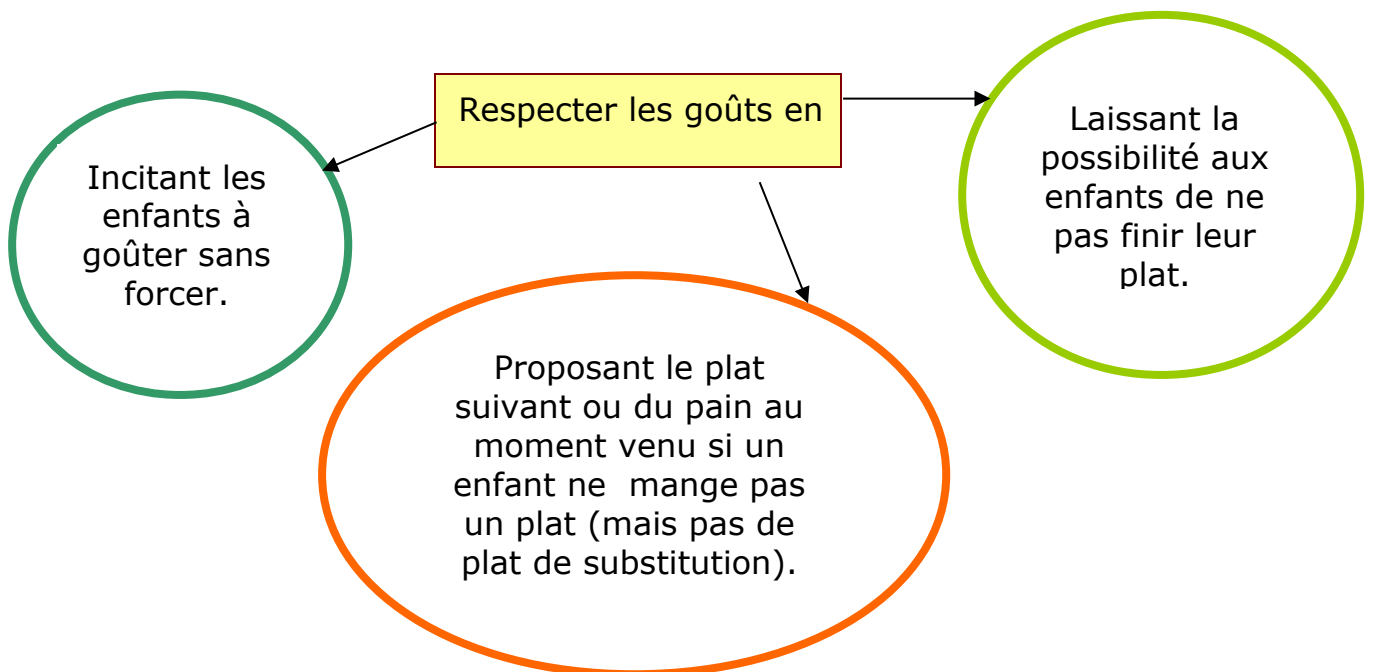 Respecter les goûts en
Incitant les
enfants à
goûter sans
forcer.
Proposant le plat
suivant ou du pain au
moment venu si un
enfant ne  mange pas
un plat (mais pas de
plat de substitution).
Laissant la
possibilité aux
enfants de ne
pas finir leur
plat.